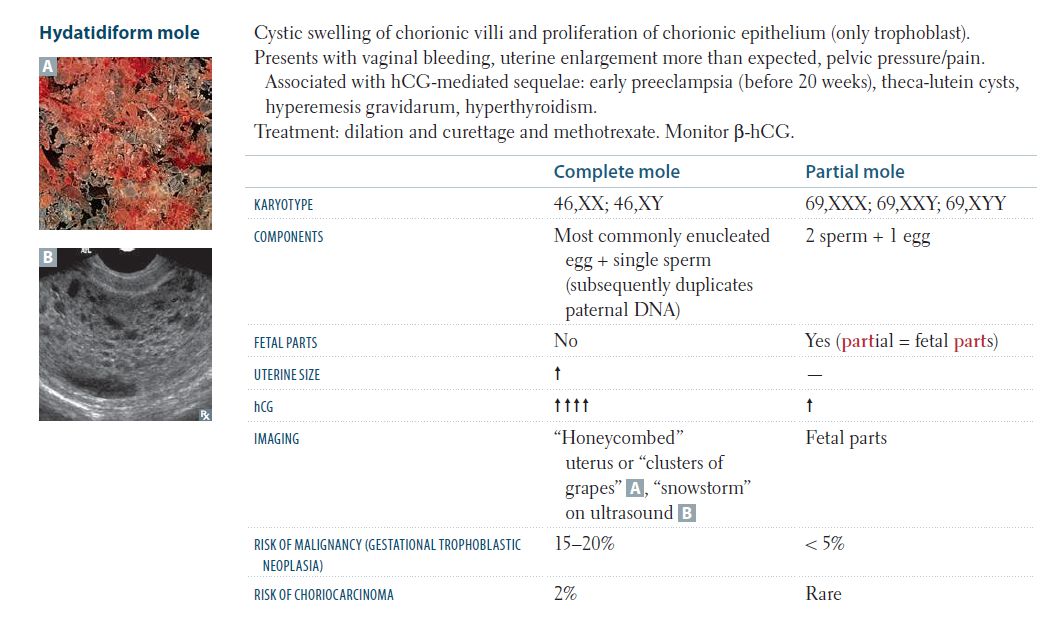 Hydatidiform mole
A
B
Cystic swelling of chorionic villi and proliferation of chorionic epithelium (only trophoblast).
Presents with vaginal bleeding, uterine enlargement more than expected, pelvic pressure/pain.
Associated with hCG-mediated sequelae: early preeclampsia (before 20 weeks), theca-lutein cysts,
hyperemesis gravidarum, hyperthyroidism.
Treatment: dilation and curettage and methotrexate. Monitor β-hCG.
Complete mole Partial mole
KARYOTYPE 46,XX; 46,XY 69,XXX; 69,XXY; 69,XYY
COMPONENTS Most commonly enucleated 2 sperm + 1 egg
egg + single sperm
(subsequently duplicates
paternal DNA)
FETAL PARTS No Yes (partial = fetal parts)
UTERINE SIZE ↑ —
hCG ↑↑↑↑ ↑
IMAGING “Honeycombed” Fetal parts
uterus or “clusters of
grapes” A, “snowstorm”
on ultrasound B
RISK OF MALIGNANCY (GESTATIONAL TROPHOBLASTIC 15–20% < 5%
NEOPLASIA)
RISK OF CHORIOCARCINOMA 2% Rare